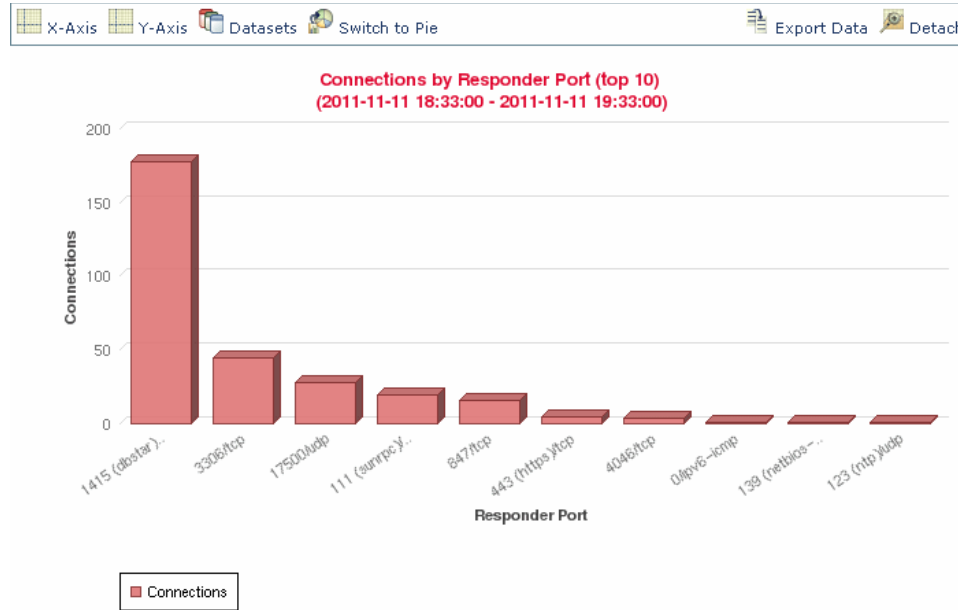 X-Axis Y-Axis Datasets Switch to Pie Export Data Detach
Connections by Responder Port (top 10)
(2011-11-11 18:33:00 - 2011-11-11 19:33:00)
200
150
100
50
0
Connections
1415 (dbstar)..
3306/tcp
17500/udp
111 (sunrpc)/..
847/tcp
443 (https)/tcp
4046/tcp
0/ipv6-icmp
139 (netbios-..
123 (ntp)/udp
Responder Port
Connections